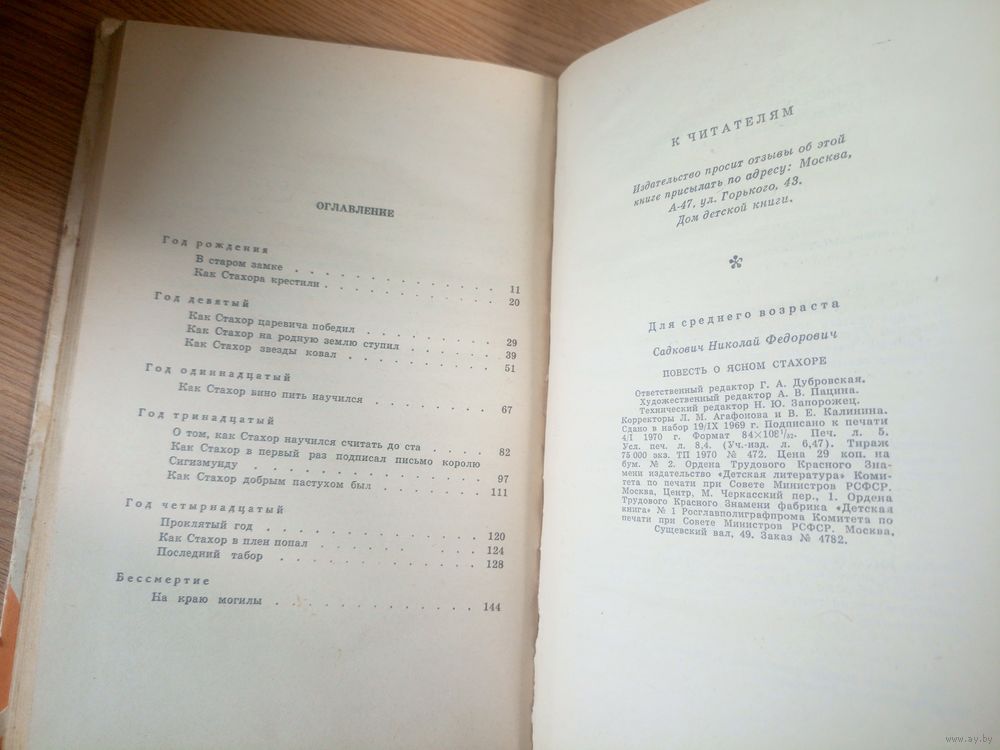 ОГЛАВЛЕНИЕ
Год рождения
В старом замке . . . . . . . . . . . . 11
Как Стахора крестили . . . . . . . . . . 20
Год девятый
Как Стахор царевича победил . . . . . . . . 29
Как Стахор на родную землю ступил . . . . . . 39
Как Стахор звезды ковал . . . . . . . . . 51
Год одиннадцатый
Как Стахор вино пить научился . . . . . . . 67
Год тринадцатый
О том, как Стахор научился считать до ста . . . . 82
Как Стахор в первый раз подписал письмо королю
Сигизмунду . . . . . . . . . . . . . 97
Как Стахор добрым пастухом был . . . . . . . 111
Год четырнадцатый
Проклятый год . . . . . . . . . . . . 120
Как Стахор в плен попал . . . . . . . . . 124
Последний табор . . . . . . . . . . . 128
Бессмертие
На краю могилы . . . . . . . . . . . . 144
К ЧИТАТЕЛЯМ
Издательство просит отзывы об этой
книге присылать по адресу: Москва,
А-47, ул. Горького, 43.
Дом детской книги.
Для среднего возраста
Садкович Николай Федорович
ПОВЕСТЬ О ЯСНОМ СТАХОРЕ
Ответственный редактор Г. А. Дубровская.
Художественный редактор А. В. Пацина.
Технический редактор Н. Ю. Запорожец.
Корректоры Л. М. Агафонова и В. Е. Калинина.
Сдано в набор 19/IX 1969 г. Подписано к печати
4/I 1970 г. Формат 84×108¹/₃₂. Печ. л. 5.
Усл. печ. л. 8,4. (Уч.-изд. л. 6,47). Тираж
75 000 экз. ТП 1970 № 472. Цена 29 коп. на
бум. № 2. Ордена Трудового Красного Зна-
мени издательство «Детская литература» Коми-
тета по печати при Совете Министров РСФСР.
Москва, Центр, М. Черкасский пер., 1. Ордена
Трудового Красного Знамени фабрика «Детская
книга» № 1 Росглавполиграфпрома Комитета по
печати при Совете Министров РСФСР. Москва,
Сущевский вал, 49. Заказ № 4782.
www.ay.by